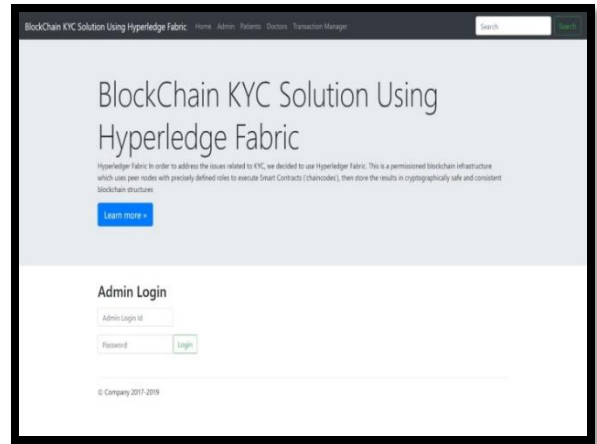 BlockChain KYC Solution Using Hyperledge Fabric Home Admin Patients Doctors Transaction Manager Search Search
BlockChain KYC Solution Using
Hyperledge Fabric
Hyperledger Fabric In order to address the issues related to KYC, we decided to use Hyperledger Fabric. This is a permissioned blockchain infrastructure
which uses peer nodes with precisely defined roles to execute Smart Contracts ('chaincodes'), then store the results in cryptographically safe and consistent
blockchain structures
Learn more »
Admin Login
Admin Login Id
Password Login
© Company 2017-2019